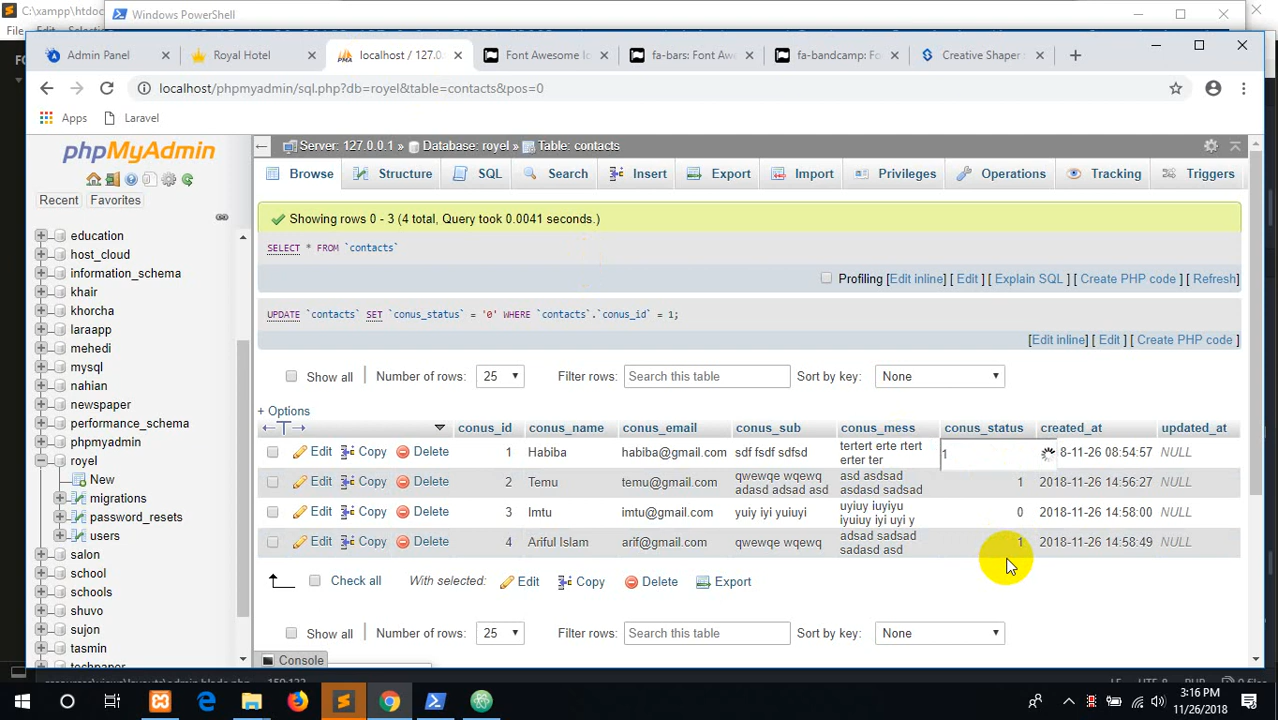 C:\xampp\htdoc
Windows PowerShell
File Edit
Admin Panel
Royal Hotel
localhost / 127.0.
Font Awesome Ic
fa-bars: Font Aw
fa-bandcamp: Fo
Creative Shaper
FO
localhost/phpmyadmin/sql.php?db=royel&table=contacts&pos=0
Apps
Laravel
phpMyAdmin
Server: 127.0.0.1 » Database: royel » Table: contacts
Browse Structure SQL Search Insert Export Import Privileges Operations Tracking Triggers
Recent Favorites
Showing rows 0 - 3 (4 total, Query took 0.0041 seconds.)
SELECT * FROM `contacts`
Profiling [Edit inline] [ Edit ] [ Explain SQL ] [ Create PHP code ] [ Refresh]
UPDATE `contacts` SET `conus_status` = '0' WHERE `contacts`.`conus_id` = 1;
[Edit inline] [ Edit ] [ Create PHP code ]
education
host_cloud
information_schema
khair
khorcha
laraapp
mehedi
mysql
nahian
newspaper
performance_schema
phpmyadmin
royel
New
migrations
password_resets
users
salon
school
schools
shuvo
sujon
tasmin
techpaper
Show all Number of rows: 25 Filter rows: Search this table Sort by key: None
+ Options
←T→ conus_id conus_name conus_email conus_sub conus_mess conus_status created_at updated_at
Edit Copy Delete 1 Habiba habiba@gmail.com sdf fsdf sdfsd tertert erte rtert erter ter 1 8-11-26 08:54:57 NULL
Edit Copy Delete 2 Temu temu@gmail.com qwewqe wqewq adasd adsad asd asd asdsad asdasd sadsad 1 2018-11-26 14:56:27 NULL
Edit Copy Delete 3 Imtu imtu@gmail.com yuiy iyi yuiuyi uyiuy iuyiyu iyuiuy iyi uyi y 0 2018-11-26 14:58:00 NULL
Edit Copy Delete 4 Ariful Islam arif@gmail.com qwewqe wqewq adsad sadsad sadasd asd 1 2018-11-26 14:58:49 NULL
Check all With selected: Edit Copy Delete Export
Show all Number of rows: 25 Filter rows: Search this table Sort by key: None
Console
3:16 PM
11/26/2018